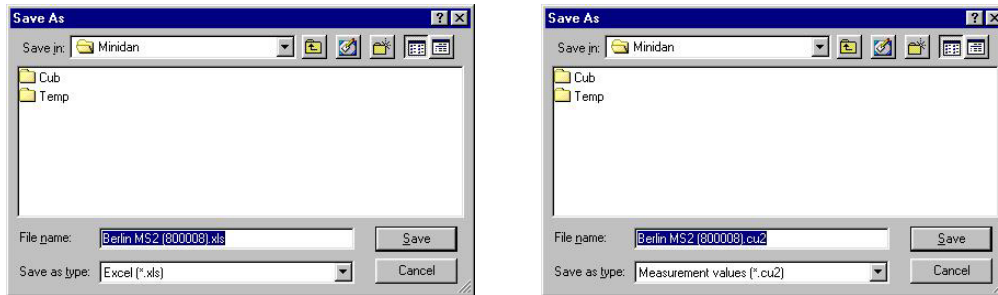 Save As
Save in: Minidan
Cub
Temp
File name: Berlin MS2 (800008).xls Save
Save as type: Excel (*.xls) Cancel
Save As
Save in: Minidan
Cub
Temp
File name: Berlin MS2 (800008).cu2 Save
Save as type: Measurement values (*.cu2) Cancel